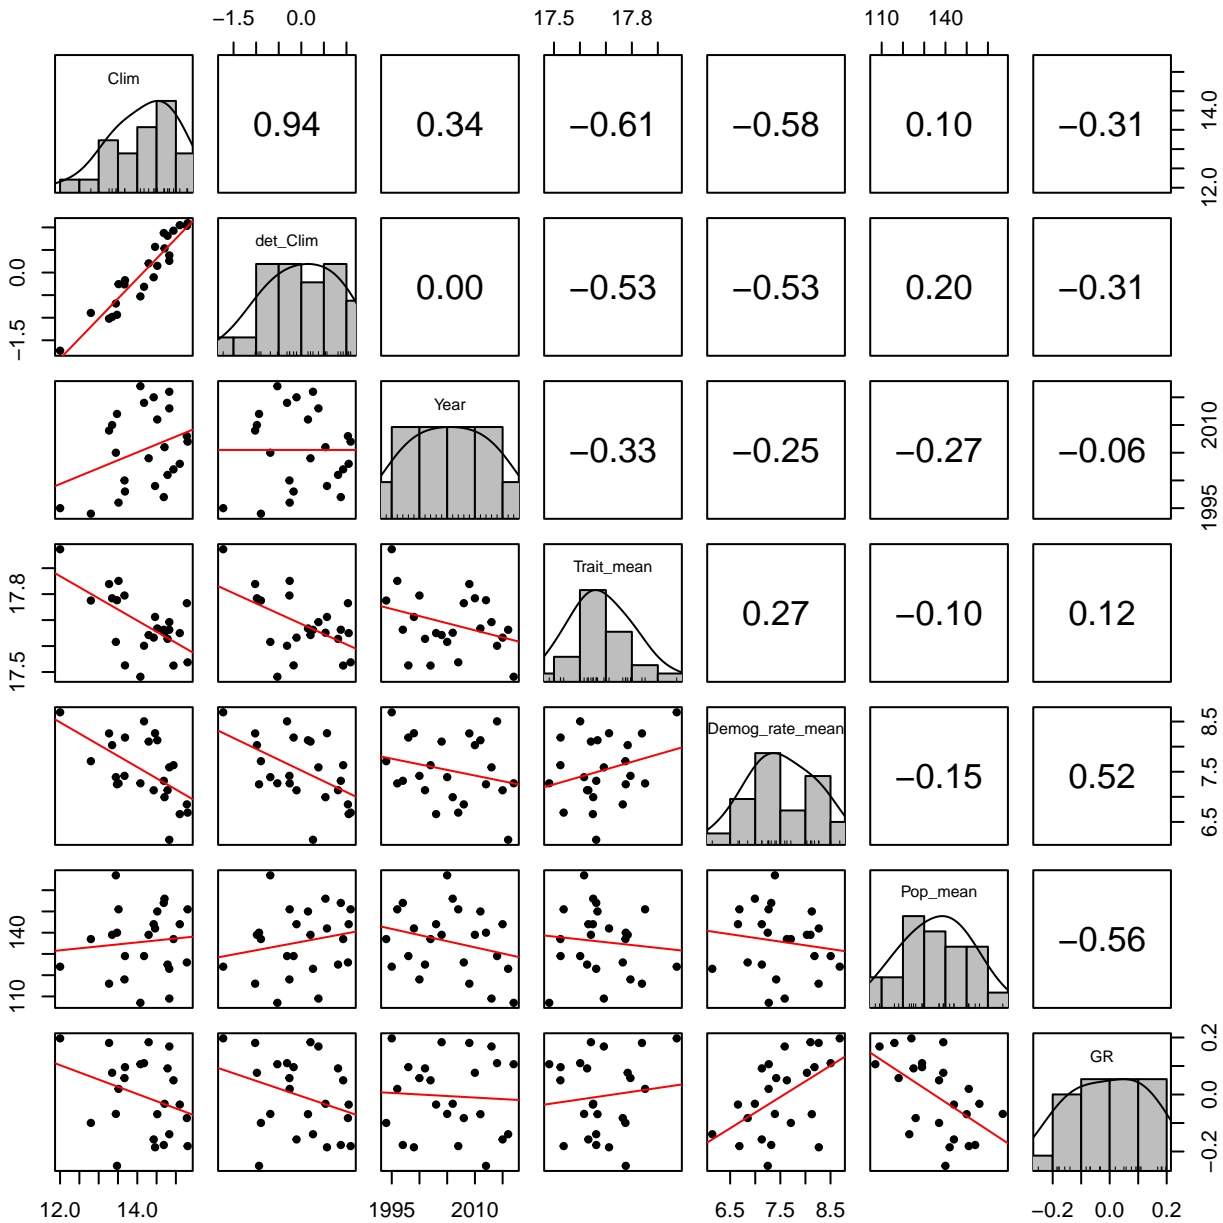 −1.5 0.0 17.5 17.8 110 140
Clim 0.94 0.34 −0.61 −0.58 0.10 −0.31 12.0 14.0
−1.5 0.0 det_Clim 0.00 −0.53 −0.53 0.20 −0.31
Year −0.33 −0.25 −0.27 −0.06 1995 2010
17.5 17.8 Trait_mean 0.27 −0.10 0.12
Demog_rate_mean −0.15 0.52 6.5 7.5 8.5
110 140 Pop_mean −0.56
GR −0.2 0.0 0.2
12.0 14.0 1995 2010 6.5 7.5 8.5 −0.2 0.0 0.2